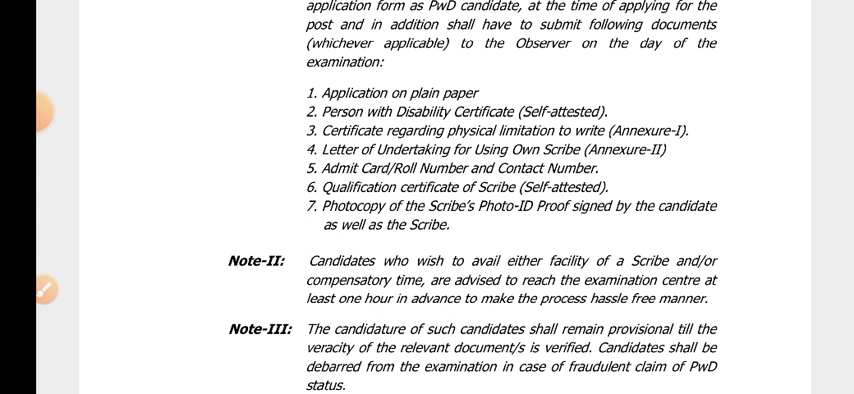 application form as PwD candidate, at the time of applying for the
post and in addition shall have to submit following documents
(whichever applicable) to the Observer on the day of the
examination:
1. Application on plain paper
2. Person with Disability Certificate (Self-attested).
3. Certificate regarding physical limitation to write (Annexure-I).
4. Letter of Undertaking for Using Own Scribe (Annexure-II)
5. Admit Card/Roll Number and Contact Number.
6. Qualification certificate of Scribe (Self-attested).
7. Photocopy of the Scribe's Photo-ID Proof signed by the candidate
as well as the Scribe.
Note-II: Candidates who wish to avail either facility of a Scribe and/or
compensatory time, are advised to reach the examination centre at
least one hour in advance to make the process hassle free manner.
Note-III: The candidature of such candidates shall remain provisional till the
veracity of the relevant document/s is verified. Candidates shall be
debarred from the examination in case of fraudulent claim of PwD
status.